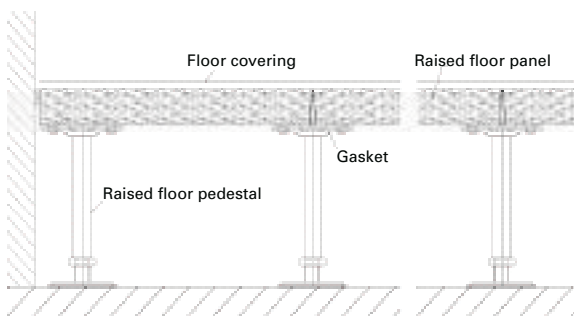 Floor covering
Raised floor panel
Gasket
Raised floor pedestal